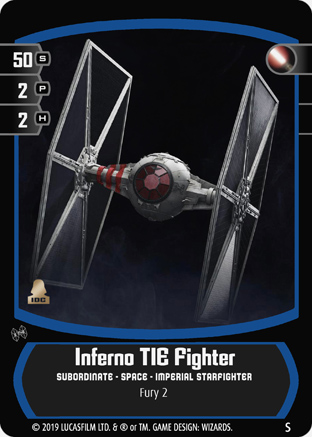 50 S
2 P
2 H
IDC
Inferno TIE Fighter
SUBORDINATE - SPACE - IMPERIAL STARFIGHTER
Fury 2
© 2019 LUCASFILM LTD. & ® or TM. GAME DESIGN: WIZARDS. S